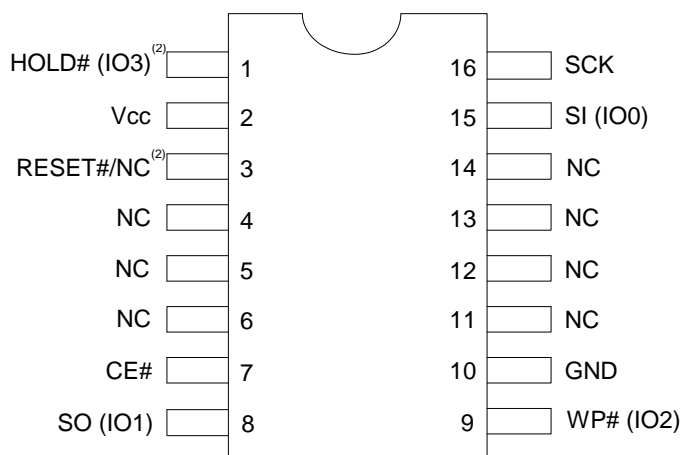 HOLD# (IO3)(2) 1 16 SCK
Vcc 2 15 SI (IO0)
RESET#/NC(2) 3 14 NC
NC 4 13 NC
NC 5 12 NC
NC 6 11 NC
CE# 7 10 GND
SO (IO1) 8 9 WP# (IO2)